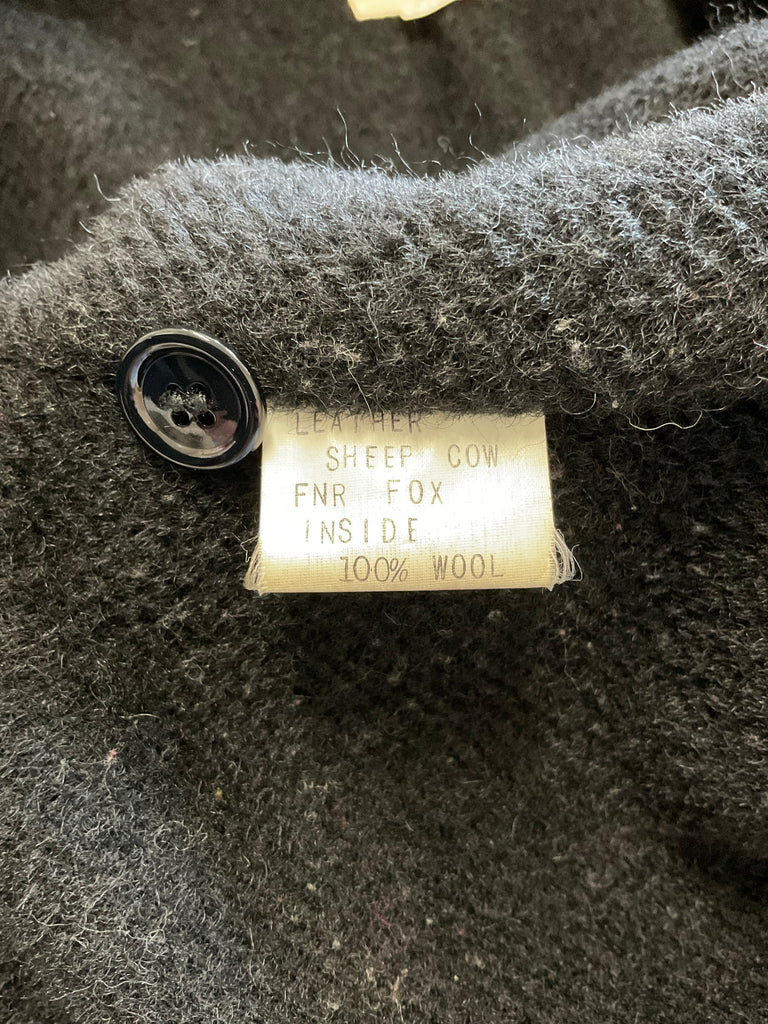 LEATHER
SHEEP COW
FNR FOX
INSIDE
100% WOOL